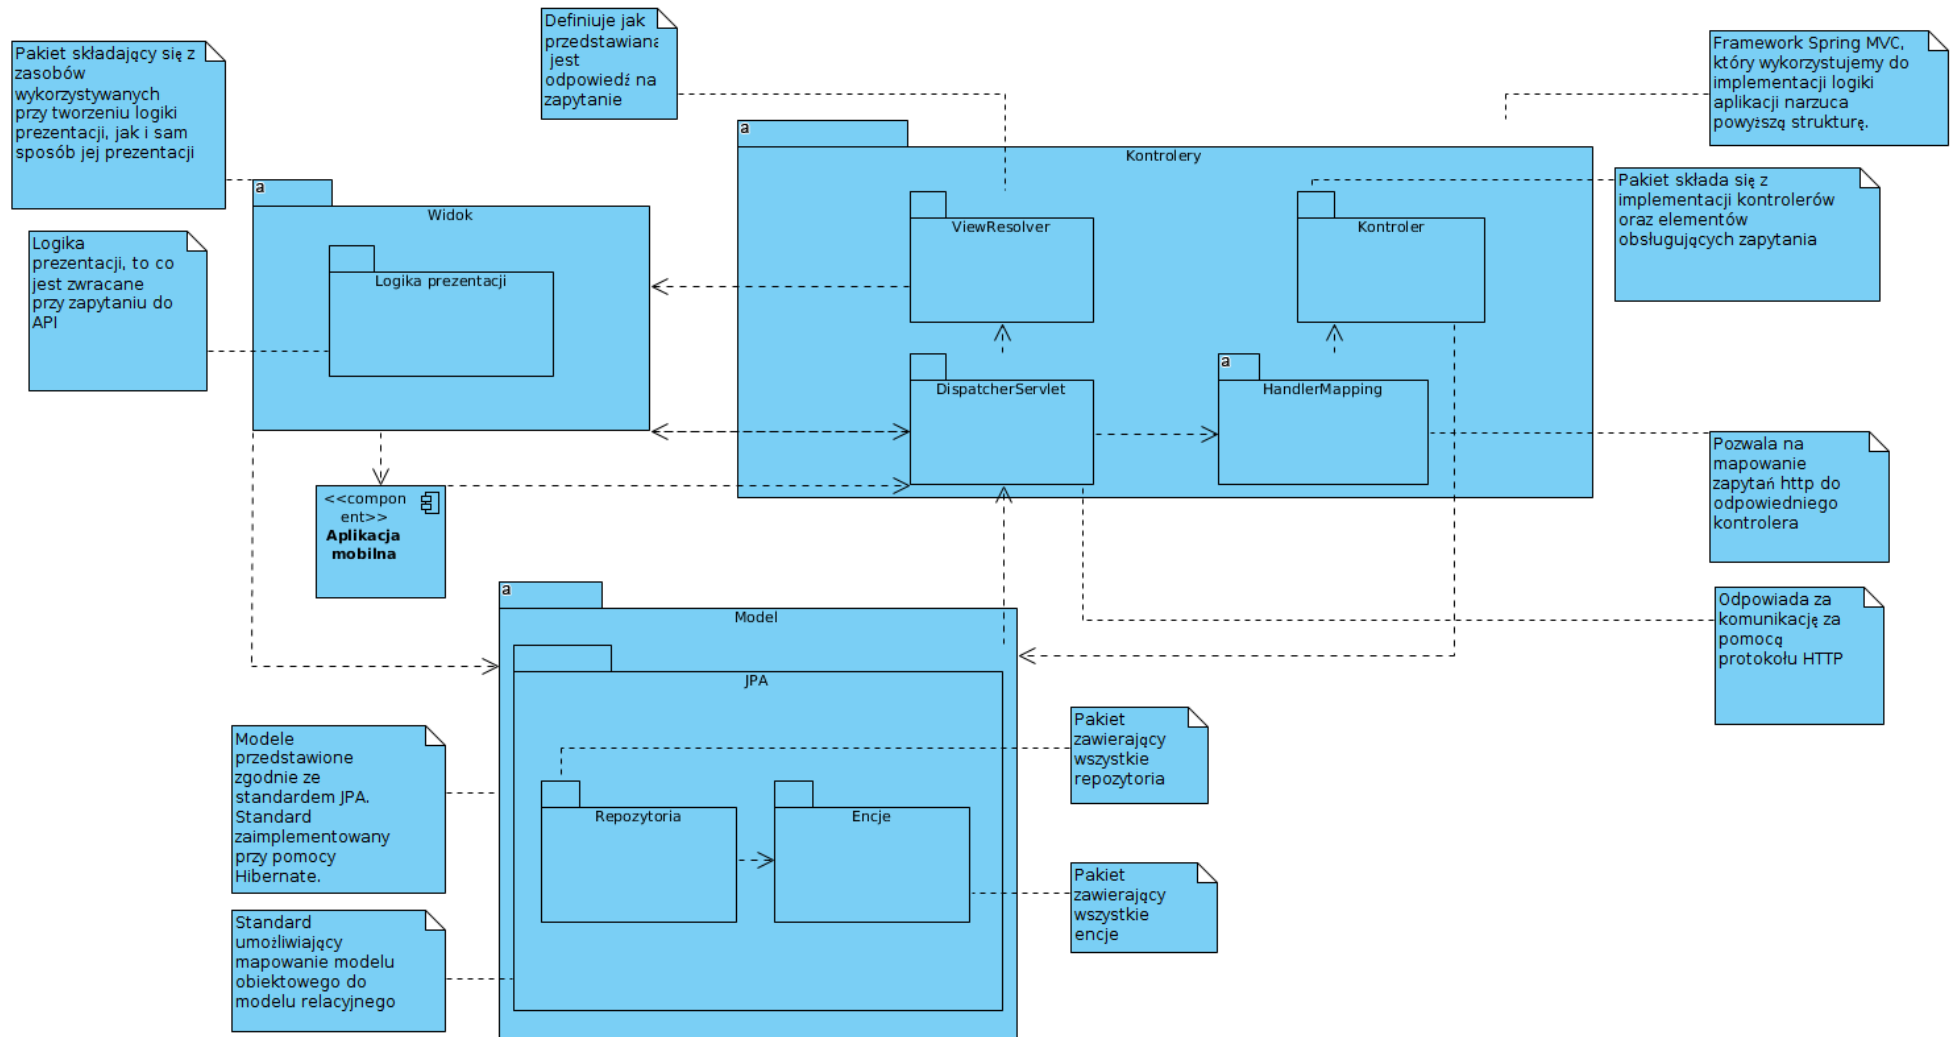 Definiuje jak
przedstawiana
jest
odpowiedź na
zapytanie
Pakiet składający się z
zasobów
wykorzystywanych
przy tworzeniu logiki
prezentacji, jak i sam
sposób jej prezentacji
Framework Spring MVC,
który wykorzystujemy do
implementacji logiki
aplikacji narzuca
powyższą strukturę.
a
Kontrolery
a
Widok
Pakiet składa się z
implementacji kontrolerów
oraz elementów
obsługujących zapytania
ViewResolver
Kontroler
Logika
prezentacji, to co
jest zwracane
przy zapytaniu do
API
Logika prezentacji
DispatcherServlet
a
HandlerMapping
Pozwala na
mapowanie
zapytań http do
odpowiedniego
kontrolera
<<compon
ent>>
Aplikacja
mobilna
a
Model
Odpowiada za
komunikację za
pomocą
protokołu HTTP
JPA
Modele
przedstawione
zgodnie ze
standardem JPA.
Standard
zaimplementowany
przy pomocy
Hibernate.
Pakiet
zawierający
wszystkie
repozytoria
Repozytoria
Encje
Pakiet
zawierający
wszystkie
encje
Standard
umożliwiający
mapowanie modelu
obiektowego do
modelu relacyjnego